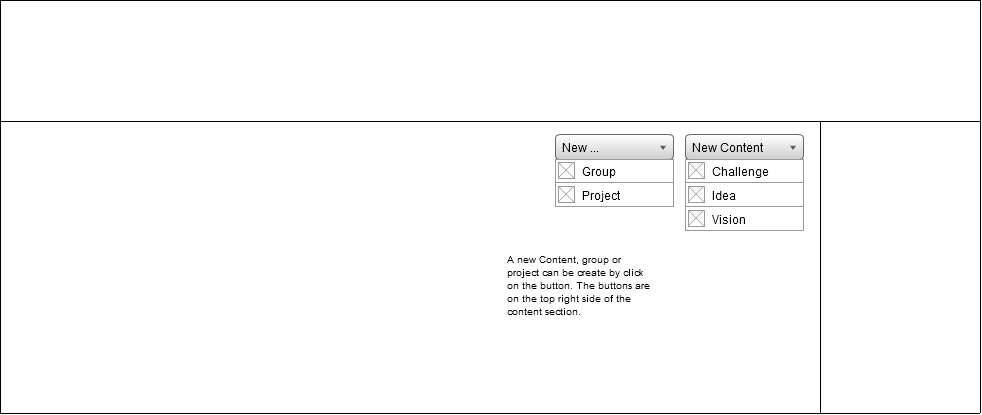 New ...
New Content
Group
Challenge
Project
Idea
Vision
A new Content, group or
project can be create by click
on the button. The buttons are
on the top right side of the
content section.